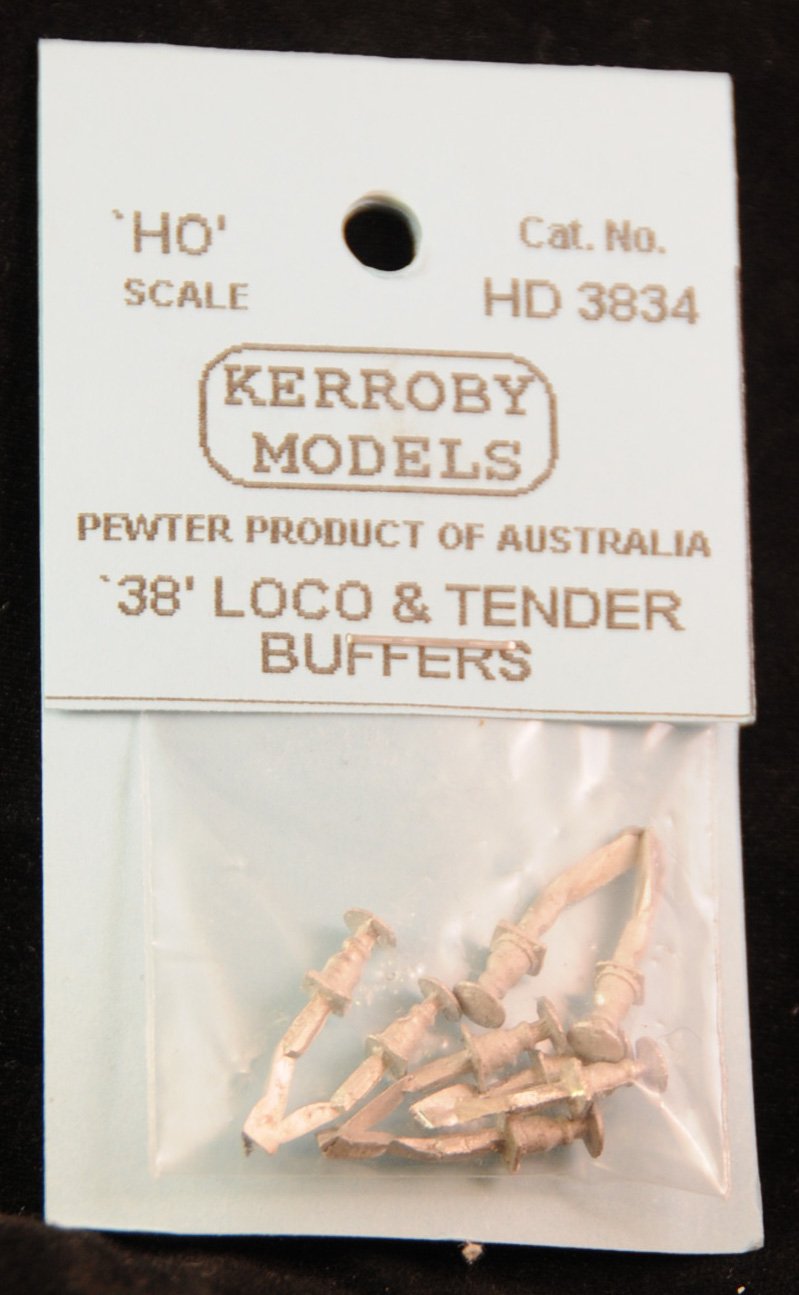 `HO'
SCALE
Cat. No.
HD 3834
KERROBY
MODELS
PEWTER PRODUCT OF AUSTRALIA
`38' LOCO & TENDER
BUFFERS